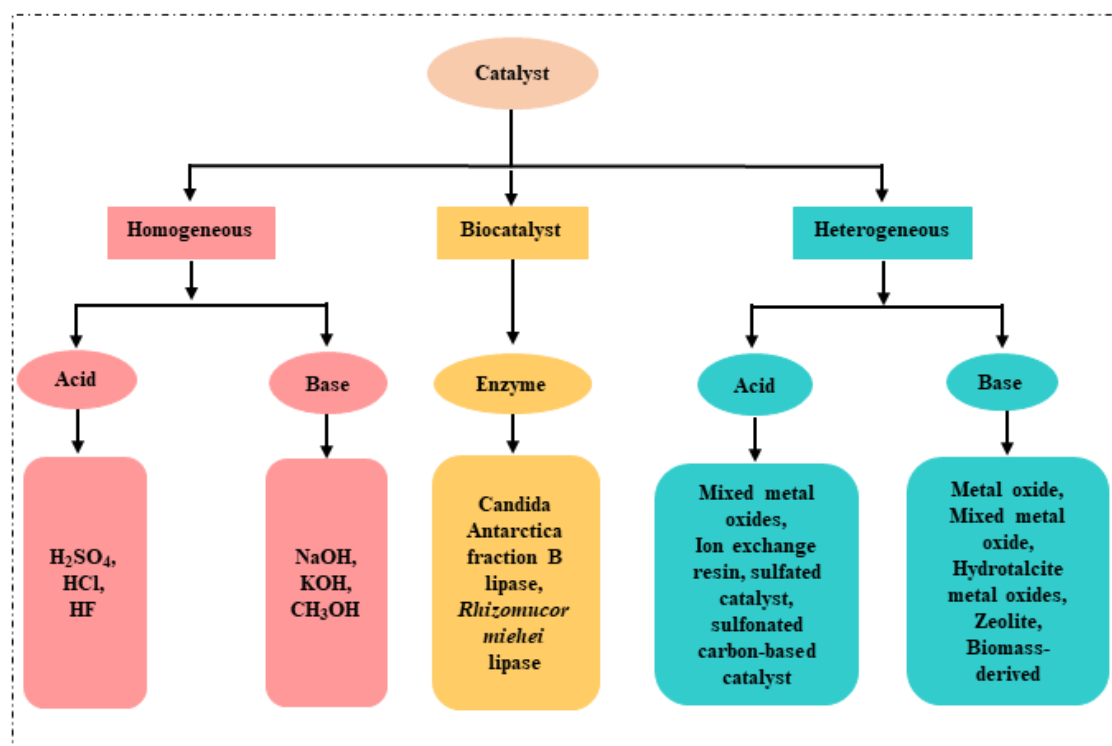 Catalyst
Homogeneous
Biocatalyst
Heterogeneous
Acid
Base
Enzyme
Acid
Base
H₂SO₄,
HCl,
HF
NaOH,
KOH,
CH₃OH
Candida
Antarctica
fraction B
lipase,
Rhizomucor
miehei
lipase
Mixed metal
oxides,
Ion exchange
resin, sulfated
catalyst,
sulfonated
carbon-based
catalyst
Metal oxide,
Mixed metal
oxide,
Hydrotalcite
metal oxides,
Zeolite,
Biomass-
derived